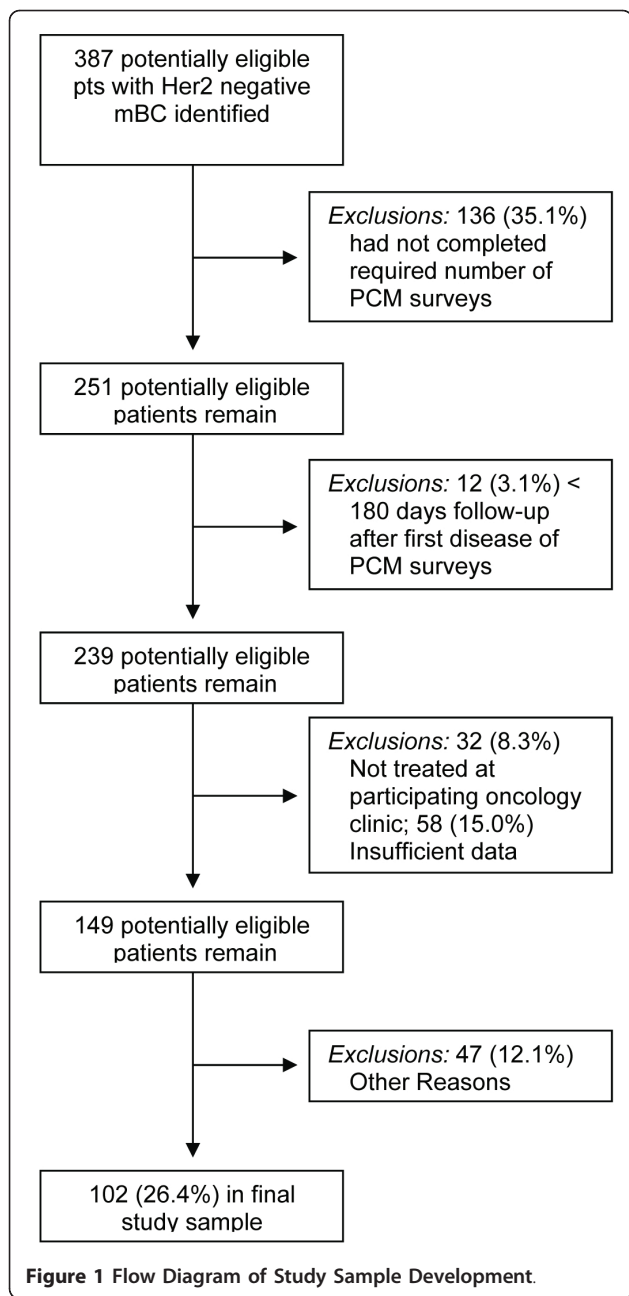 387 potentially eligible
pts with Her2 negative
mBC identified
Exclusions: 136 (35.1%)
had not completed
required number of
PCM surveys
251 potentially eligible
patients remain
Exclusions: 12 (3.1%) <
180 days follow-up
after first disease of
PCM surveys
239 potentially eligible
patients remain
Exclusions: 32 (8.3%)
Not treated at
participating oncology
clinic; 58 (15.0%)
Insufficient data
149 potentially eligible
patients remain
Exclusions: 47 (12.1%)
Other Reasons
102 (26.4%) in final
study sample
Figure 1 Flow Diagram of Study Sample Development.